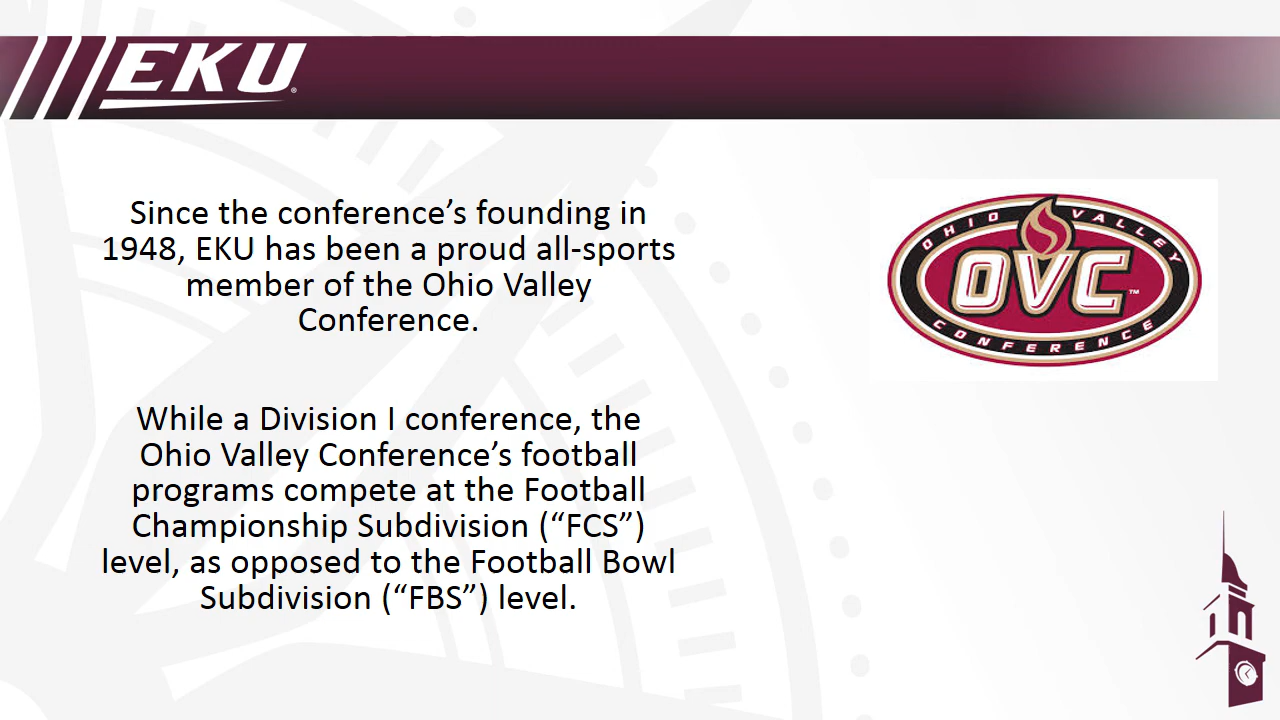 EKU
Since the conference’s founding in
1948, EKU has been a proud all-sports
member of the Ohio Valley
Conference.
OHIO VALLEY
OVC™
CONFERENCE
While a Division I conference, the
Ohio Valley Conference’s football
programs compete at the Football
Championship Subdivision (“FCS”)
level, as opposed to the Football Bowl
Subdivision (“FBS”) level.